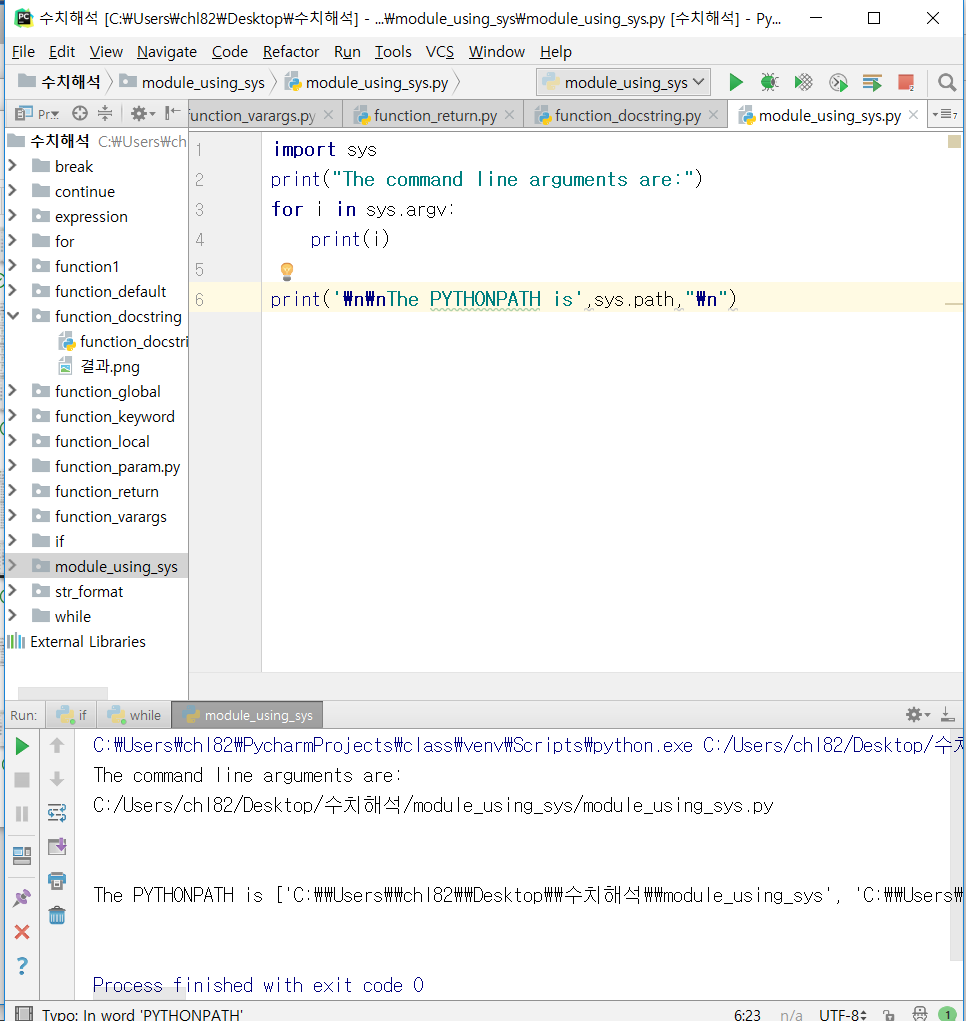 수치해석 [C:₩Users₩chl82₩Desktop₩수치해석] - ...₩module_using_sys₩module_using_sys.py [수치해석] - Py...
File Edit View Navigate Code Refactor Run Tools VCS Window Help
수치해석 module_using_sys module_using_sys.py module_using_sys
Pr function_varargs.py function_return.py function_docstring.py module_using_sys.py 7
수치해석 C:₩Users₩ch
break
continue
expression
for
function1
function_default
function_docstring
function_docstri
결과.png
function_global
function_keyword
function_local
function_param.py
function_return
function_varargs
if
module_using_sys
str_format
while
External Libraries
1 import sys
2 print("The command line arguments are:")
3 for i in sys.argv:
4 print(i)
5
6 print('₩n₩nThe PYTHONPATH is',sys.path,"₩n")
Run: if while module_using_sys
C:₩Users₩chl82₩PycharmProjects₩class₩venv₩Scripts₩python.exe C:/Users/chl82/Desktop/수치
The command line arguments are:
C:/Users/chl82/Desktop/수치해석/module_using_sys/module_using_sys.py
The PYTHONPATH is ['C:₩₩Users₩₩chl82₩₩Desktop₩₩수치해석₩₩module_using_sys', 'C:₩₩Users₩
Process finished with exit code 0
Typo: In word 'PYTHONPATH' 6:23 n/a UTF-8 1